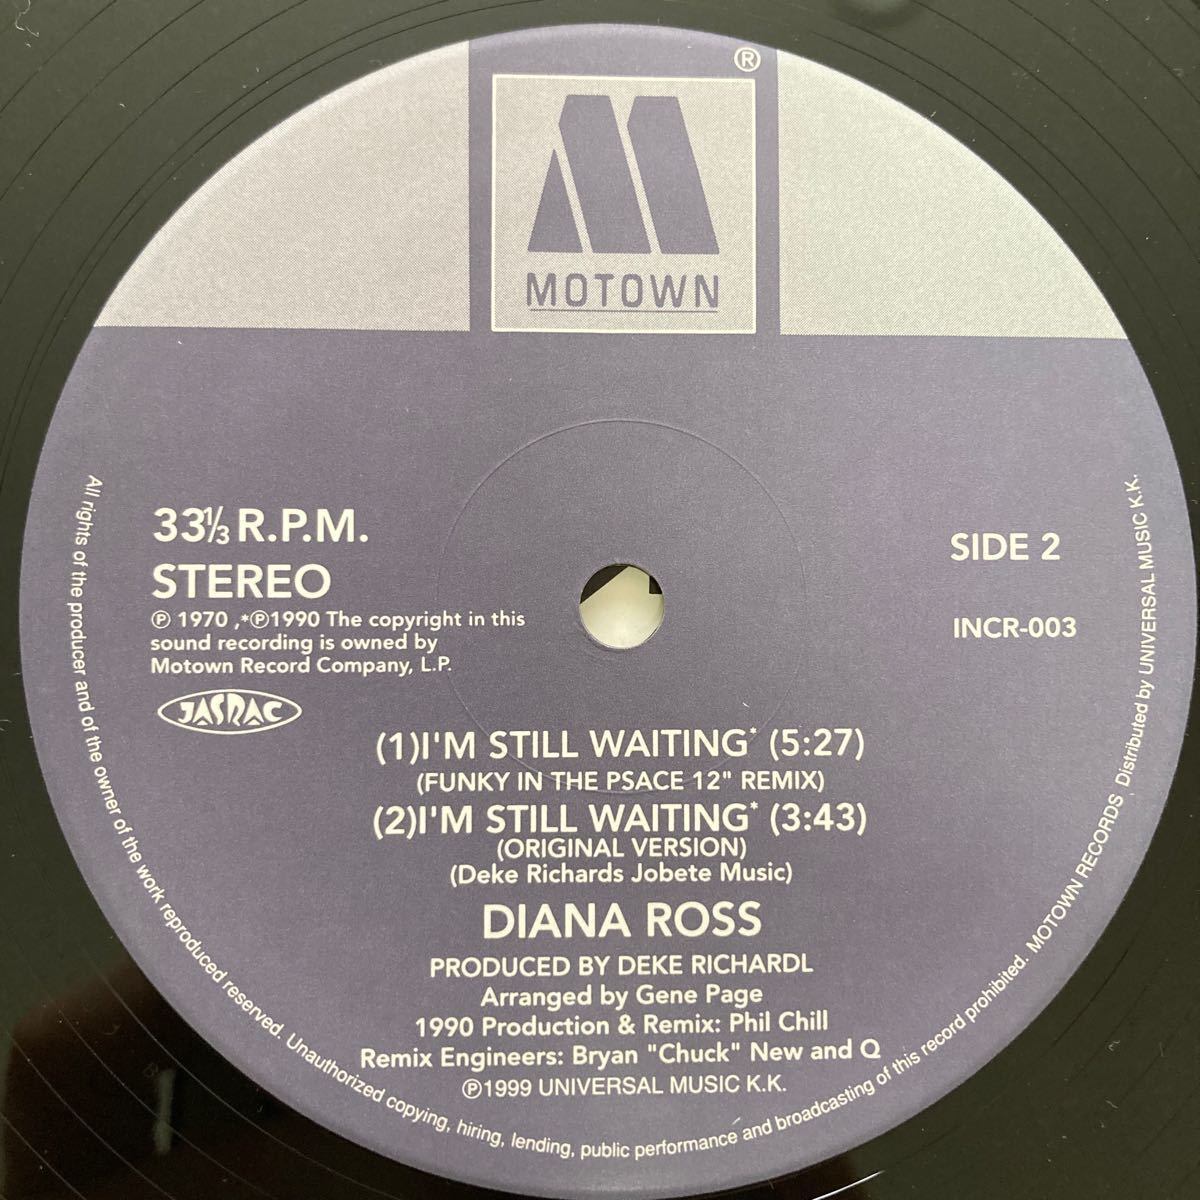 ®
MOTOWN
33⅓ R.P.M.
STEREO
℗ 1970 ,*℗1990 The copyright in this
sound recording is owned by
Motown Record Company, L.P.
JASRAC
SIDE 2
INCR-003
(1)I'M STILL WAITING* (5:27)
(FUNKY IN THE PSACE 12" REMIX)
(2)I'M STILL WAITING* (3:43)
(ORIGINAL VERSION)
(Deke Richards Jobete Music)
DIANA ROSS
PRODUCED BY DEKE RICHARDL
Arranged by Gene Page
1990 Production & Remix: Phil Chill
Remix Engineers: Bryan "Chuck" New and Q
℗1999 UNIVERSAL MUSIC K.K.
All rights of the producer and of the owner of the work reproduced reserved. Unauthorized copying, hiring, lending, public performance and broadcasting of this record prohibited. MOTOWN RECORDS Distributed by UNIVERSAL MUSIC K.K.